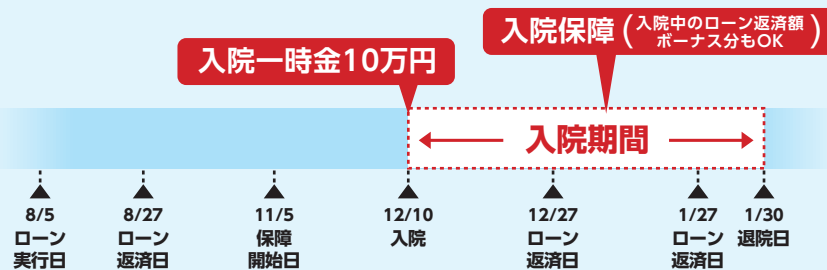 入院一時金10万円
入院保障(入院中のローン返済額
ボーナス分もOK)
入院期間
8/5
ローン
実行日
8/27
ローン
返済日
11/5
保障
開始日
12/10
入院
12/27
ローン
返済日
1/27
ローン
返済日
1/30
退院日